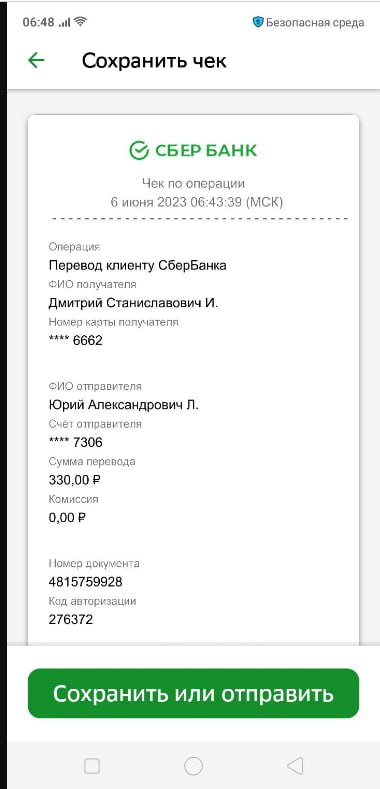 06:48 Безопасная среда
Сохранить чек
СБЕР БАНК
Чек по операции
6 июня 2023 06:43:39 (МСК)
Операция
Перевод клиенту СберБанка
ФИО получателя
Дмитрий Станиславович И.
Номер карты получателя
**** 6662
ФИО отправителя
Юрий Александрович Л.
Счёт отправителя
**** 7306
Сумма перевода
330,00 ₽
Комиссия
0,00 ₽
Номер документа
4815759928
Код авторизации
276372
Сохранить или отправить